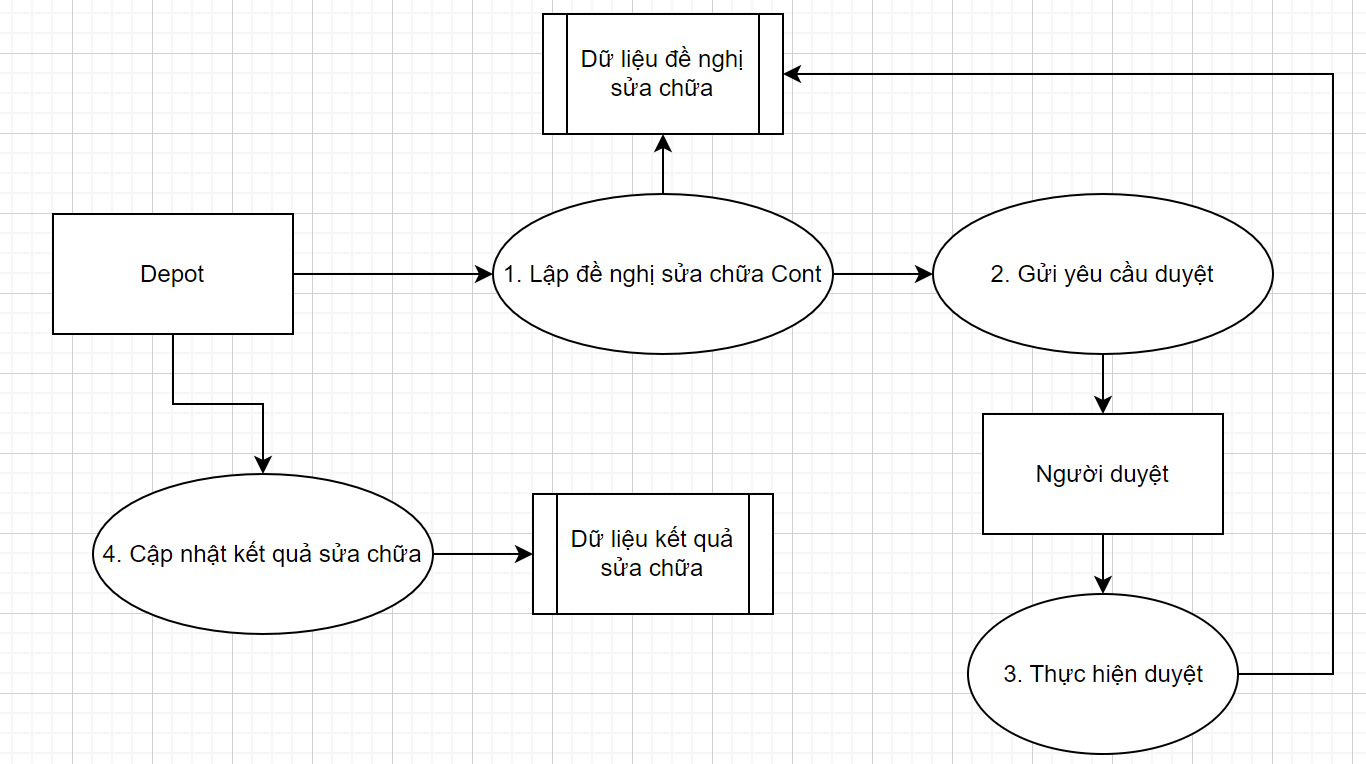 Dữ liệu đề nghị
sửa chữa
Depot
1. Lập đề nghị sửa chữa Cont
2. Gửi yêu cầu duyệt
Người duyệt
4. Cập nhật kết quả sửa chữa
Dữ liệu kết quả
sửa chữa
3. Thực hiện duyệt